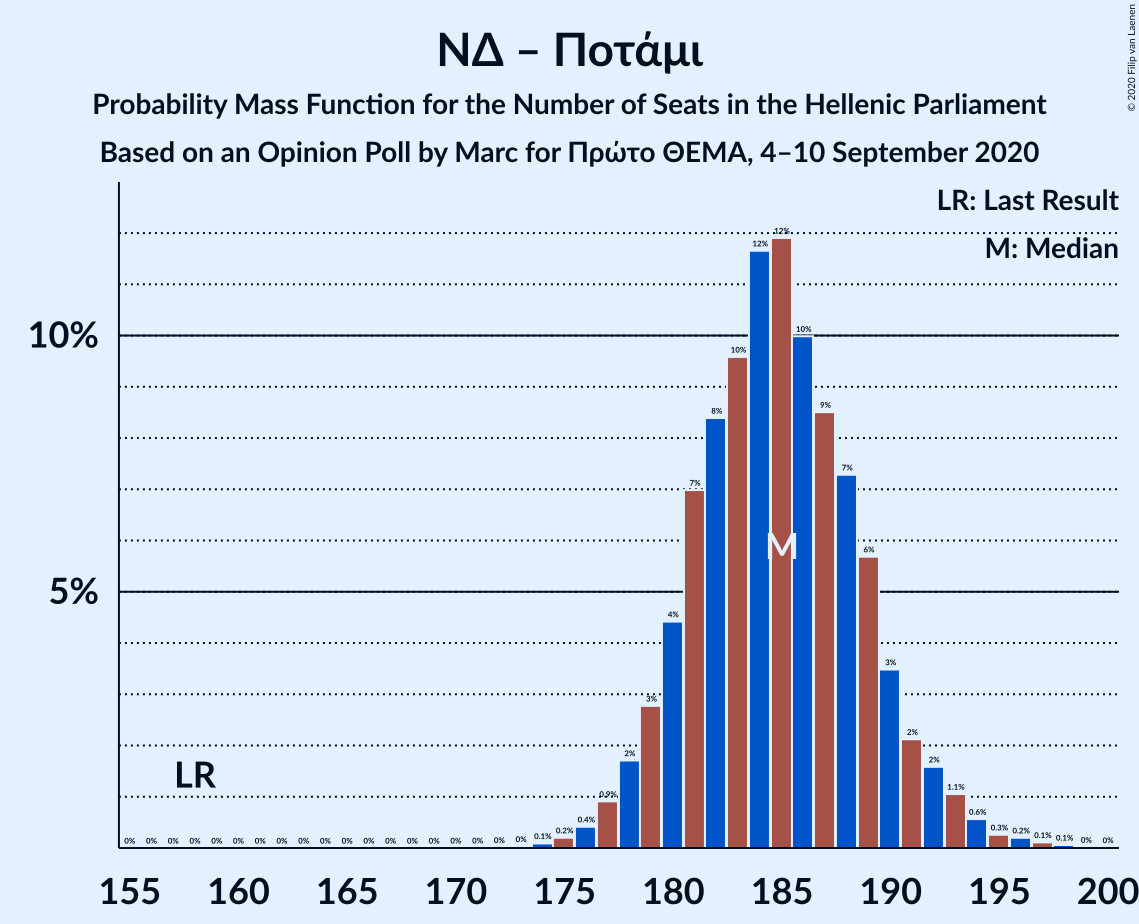 ΝΔ – Ποτάμι
Probability Mass Function for the Number of Seats in the Hellenic Parliament
Based on an Opinion Poll by Marc for Πρώτο ΘΕΜΑ, 4–10 September 2020
© 2020 Filip van Laenen
LR: Last Result
M: Median
10%
5%
LR
M
0% 0% 0% 0% 0% 0% 0% 0% 0% 0% 0% 0% 0% 0% 0% 0% 0% 0% 0% 0.1% 0.2% 0.4% 0.9% 2% 3% 4% 7% 8% 10% 12% 12% 10% 9% 7% 6% 3% 2% 2% 1.1% 0.6% 0.3% 0.2% 0.1% 0.1% 0% 0%
155 160 165 170 175 180 185 190 195 200